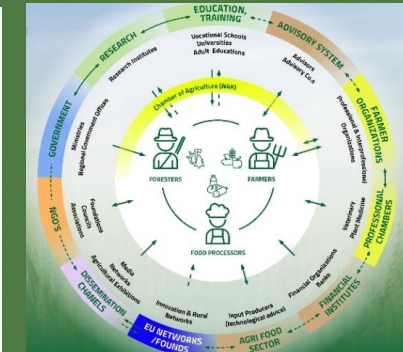 EDUCATION,
TRAINING
ADVISORY SYSTEM
FARMER
ORGANIZATIONS
PROFESSIONAL
CHAMBERS
FINANCIAL
INSTITUTES
AGRI FOOD
SECTOR
EU NETWORKS
/FOUNDS
DISSEMINATION
CHANELS
NGO'S
GOVERNMENT
RESEARCH
Vocational Schools
Universities
Adult Educations
Advisors
Advisory Co.s
Professional & Interprofessional
Organizations
Veterinary
Plant Medicine
Financial Organizations
Banks
Input Producers
(technological advice)
Innovation & Rural
Networks
Media
Networks
Agricultural Exhibitions
Foundations
Councils
Associations
Ministries
Regional Government Offices
Research Institutes
Chamber of Agriculture (NAK)
FORESTERS
FARMERS
FOOD PROCESSORS